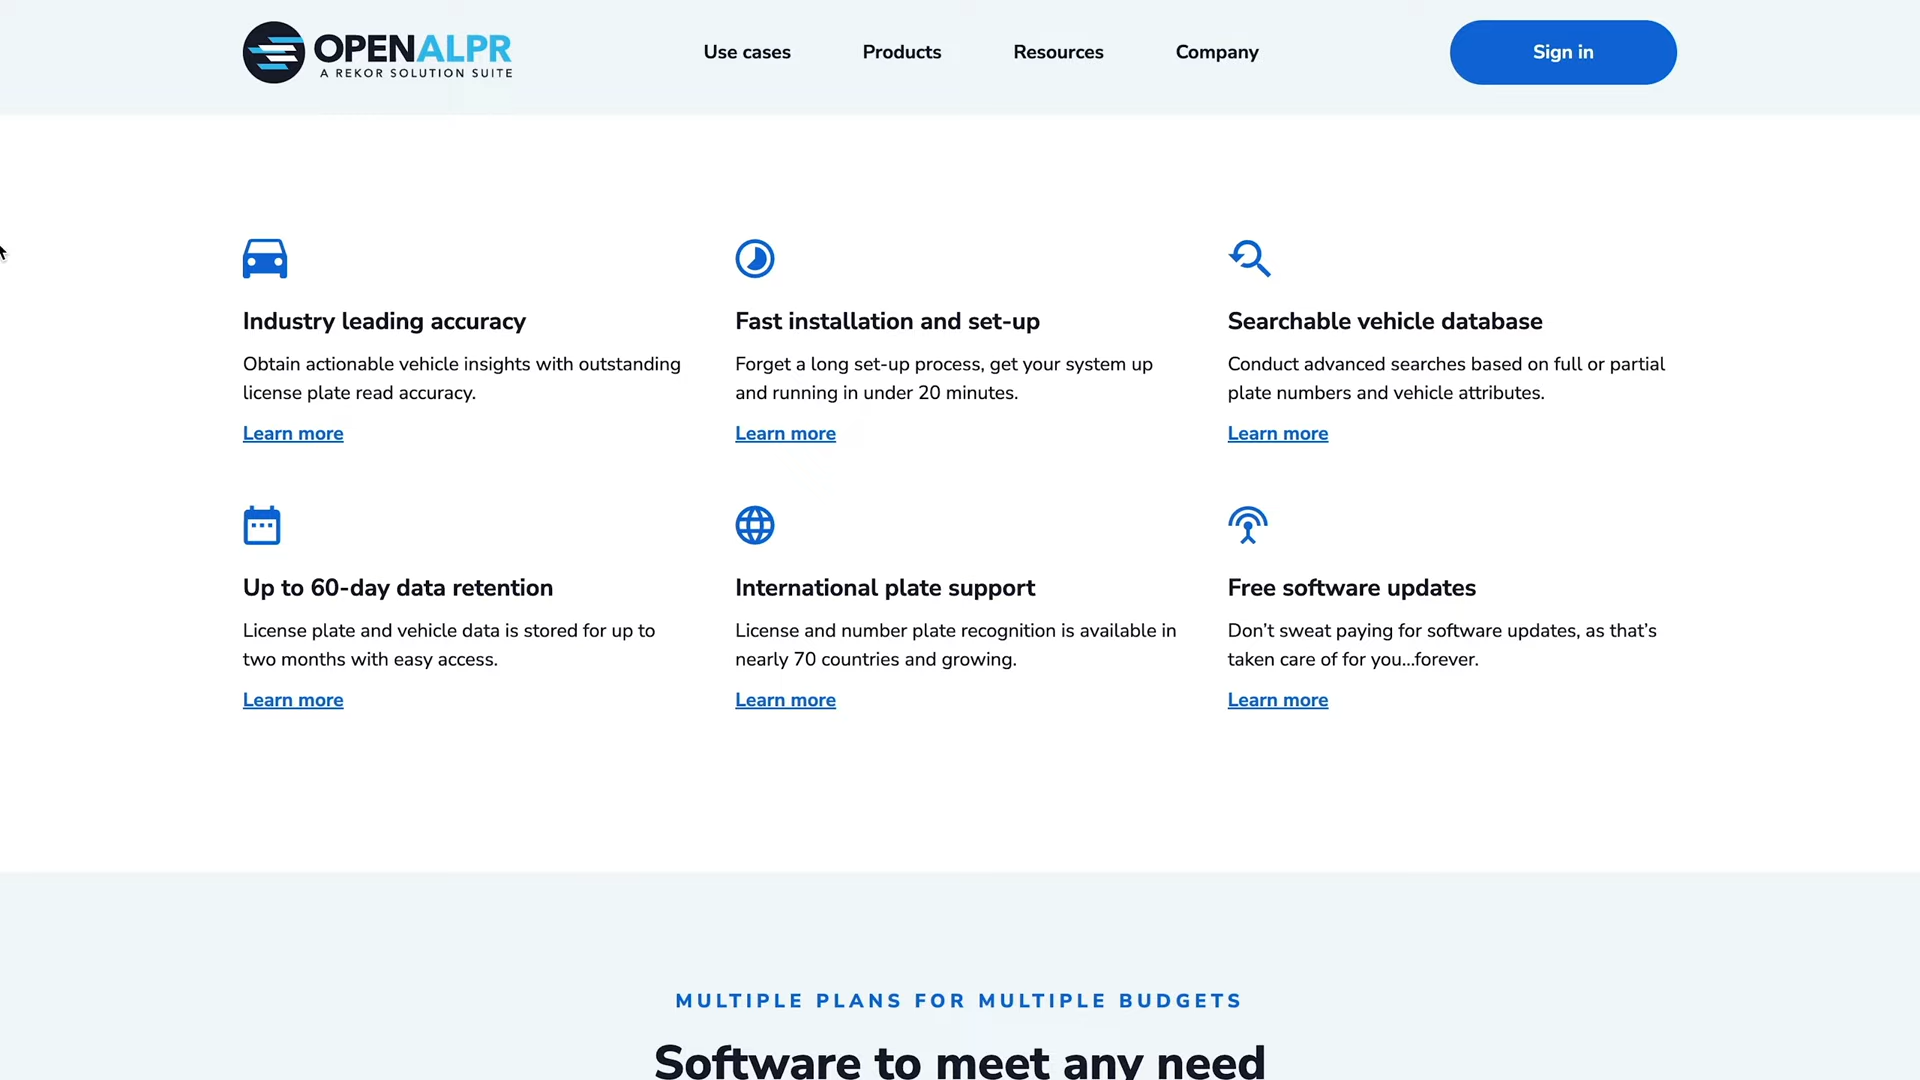 OPENALPR
A REKOR SOLUTION SUITE
Use cases
Products
Resources
Company
Sign in
Industry leading accuracy
Obtain actionable vehicle insights with outstanding
license plate read accuracy.
Learn more
Fast installation and set-up
Forget a long set-up process, get your system up
and running in under 20 minutes.
Learn more
Searchable vehicle database
Conduct advanced searches based on full or partial
plate numbers and vehicle attributes.
Learn more
Up to 60-day data retention
License plate and vehicle data is stored for up to
two months with easy access.
Learn more
International plate support
License and number plate recognition is available in
nearly 70 countries and growing.
Learn more
Free software updates
Don’t sweat paying for software updates, as that’s
taken care of for you...forever.
Learn more
MULTIPLE PLANS FOR MULTIPLE BUDGETS
Software to meet any need